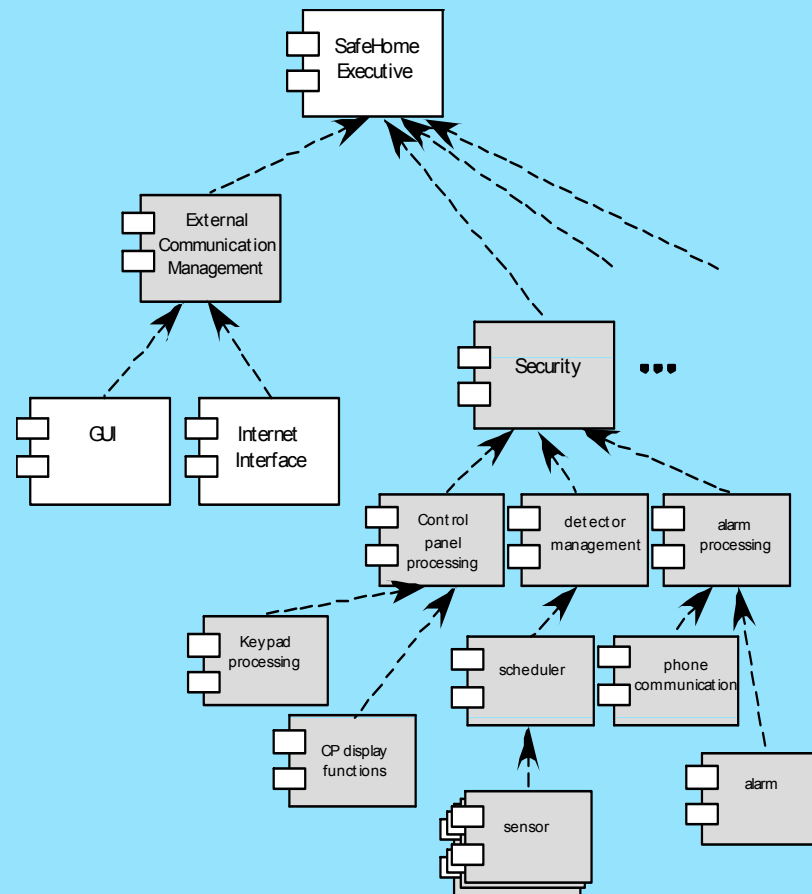 SafeHome
Executive
External
Communication
Management
Security
GUI
Internet
Interface
Control
panel
processing
detector
management
alarm
processing
Keypad
processing
scheduler
phone
communication
CP display
functions
alarm
sensor